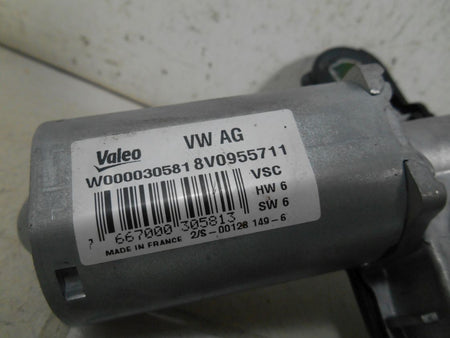 Valeo VW AG
W000030581 8V0955711
VSC
HW 6
SW 6
7 667000 305813
MADE IN FRANCE 2/S-00128 149-6